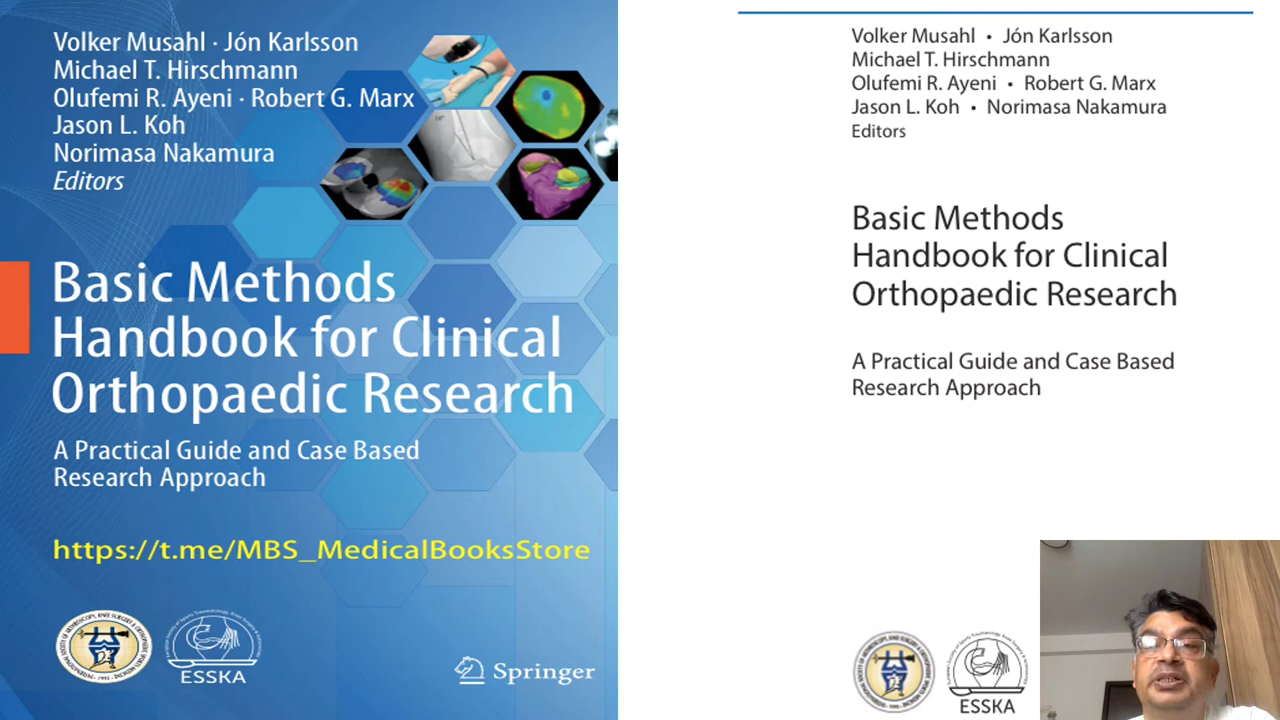 Volker Musahl · Jón Karlsson
Michael T. Hirschmann
Olufemi R. Ayeni · Robert G. Marx
Jason L. Koh
Norimasa Nakamura
Editors
Basic Methods
Handbook for Clinical
Orthopaedic Research
A Practical Guide and Case Based
Research Approach
https://t.me/MBS_MedicalBooksStore
ESSKA
Springer
Volker Musahl • Jón Karlsson
Michael T. Hirschmann
Olufemi R. Ayeni • Robert G. Marx
Jason L. Koh • Norimasa Nakamura
Editors
Basic Methods
Handbook for Clinical
Orthopaedic Research
A Practical Guide and Case Based
Research Approach
ESSKA